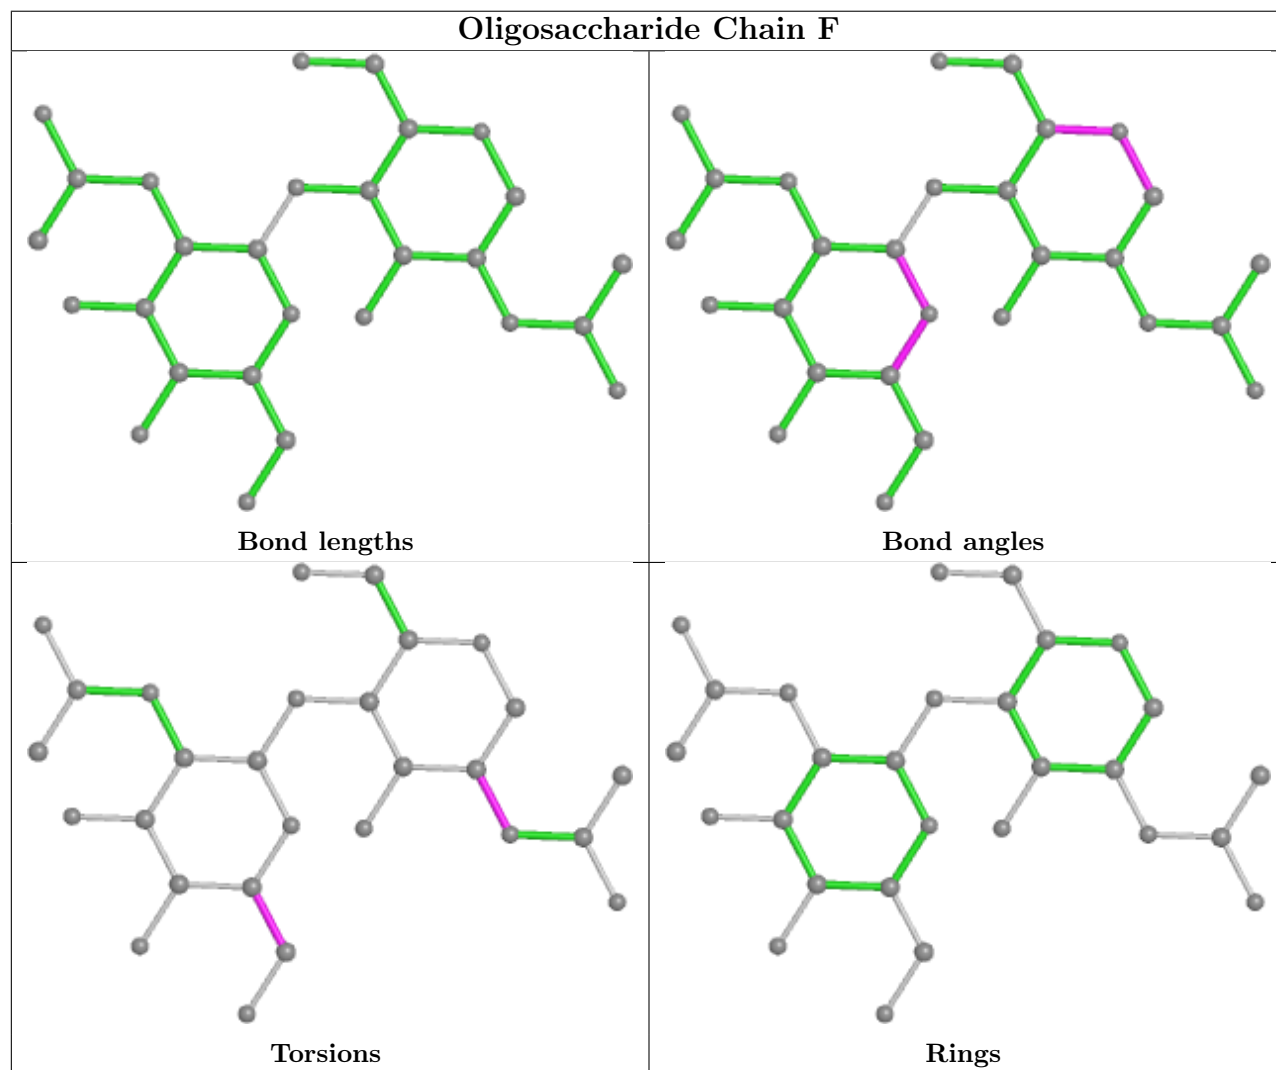 Oligosaccharide Chain F
Bond lengths
Bond angles
Torsions
Rings